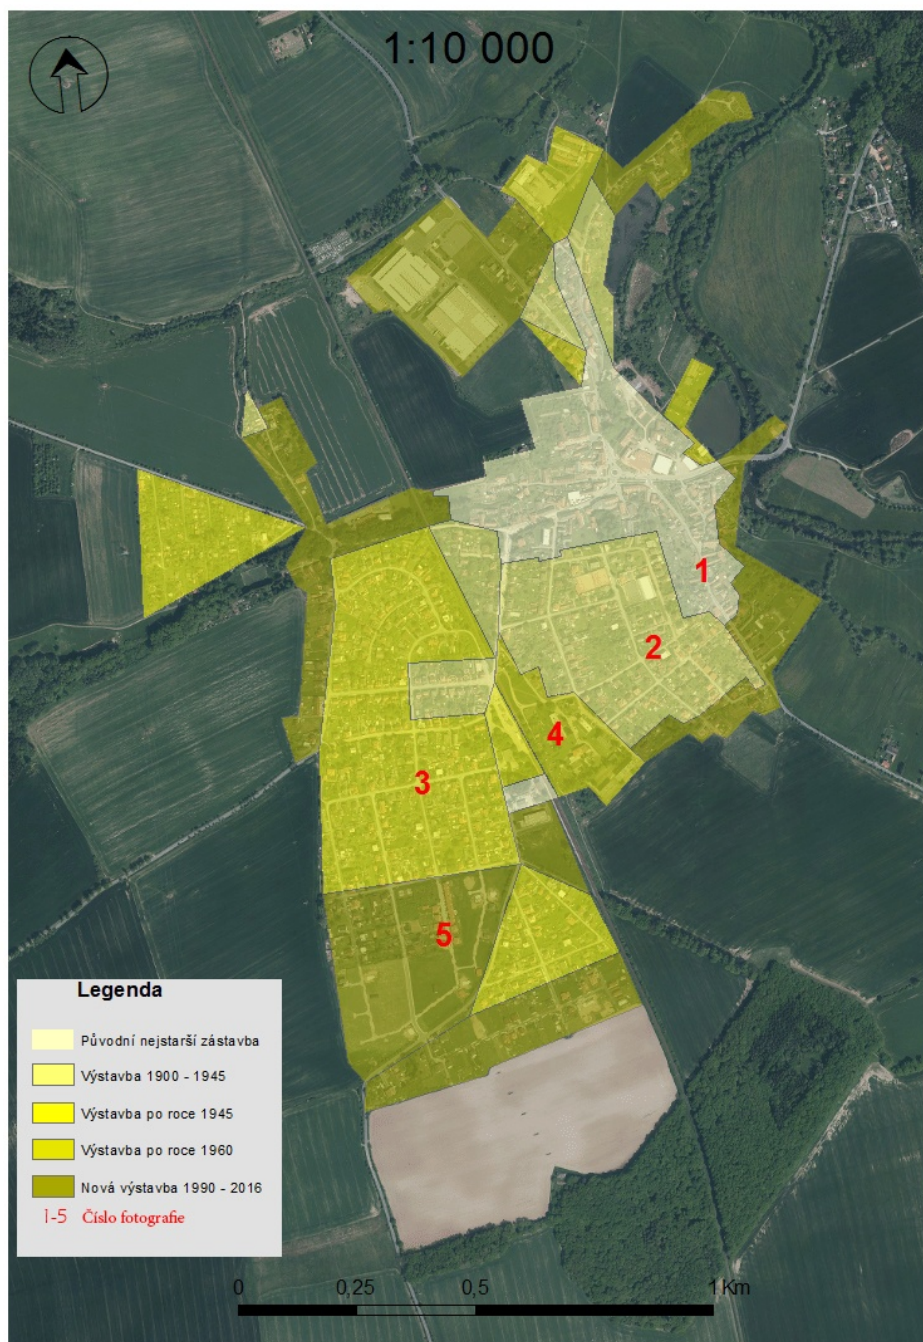 1:10 000
1
2
4
3
5
Legenda
Původní nejstarší zástavba
Výstavba 1900 - 1945
Výstavba po roce 1945
Výstavba po roce 1960
Nová výstavba 1990 - 2016
1-5 Číslo fotografie
0 0,25 0,5 1 Km